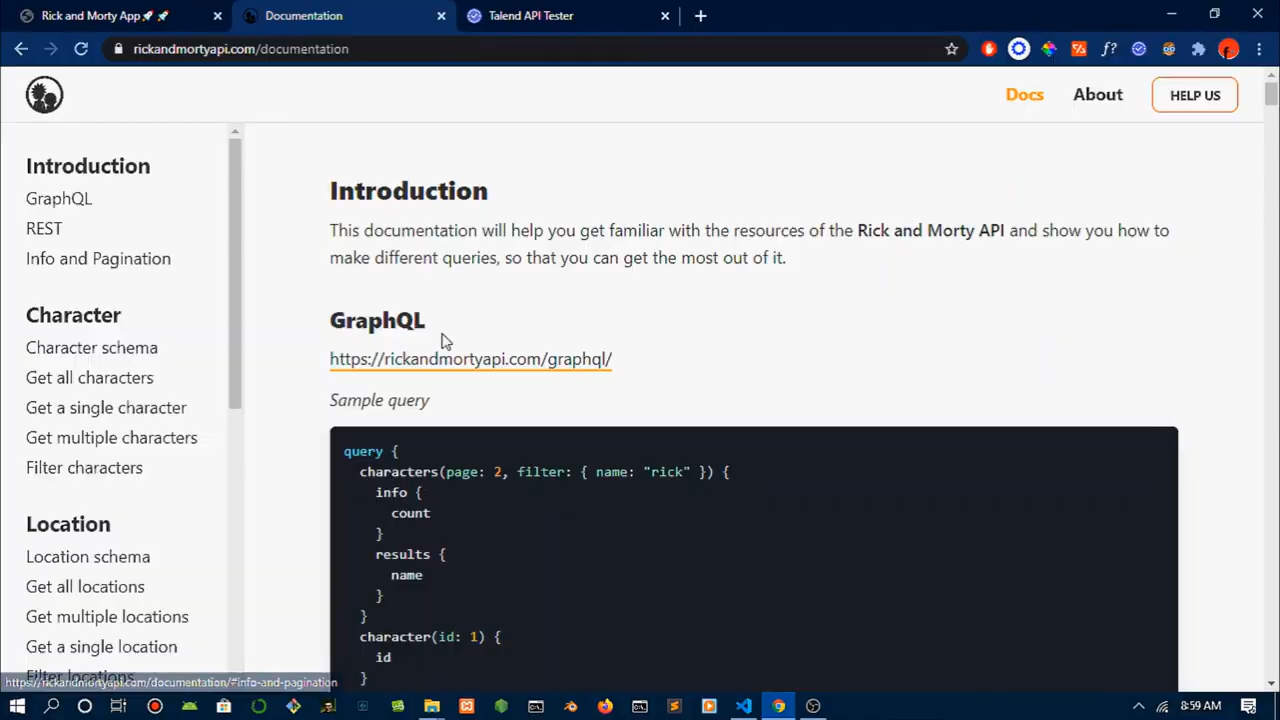 Rick and Morty App🚀 🚀
Documentation
Talend API Tester
rickandmortyapi.com/documentation
Docs
About
HELP US
Introduction
GraphQL
REST
Info and Pagination
Character
Character schema
Get all characters
Get a single character
Get multiple characters
Filter characters
Location
Location schema
Get all locations
Get multiple locations
Get a single location
Filter locations
https://rickandmortyapi.com/documentation/#info-and-pagination
Introduction
This documentation will help you get familiar with the resources of the Rick and Morty API and show you how to
make different queries, so that you can get the most out of it.
GraphQL
https://rickandmortyapi.com/graphql/
Sample query
query {
characters(page: 2, filter: { name: "rick" }) {
info {
count
}
results {
name
}
}
character(id: 1) {
id
}
8:59 AM